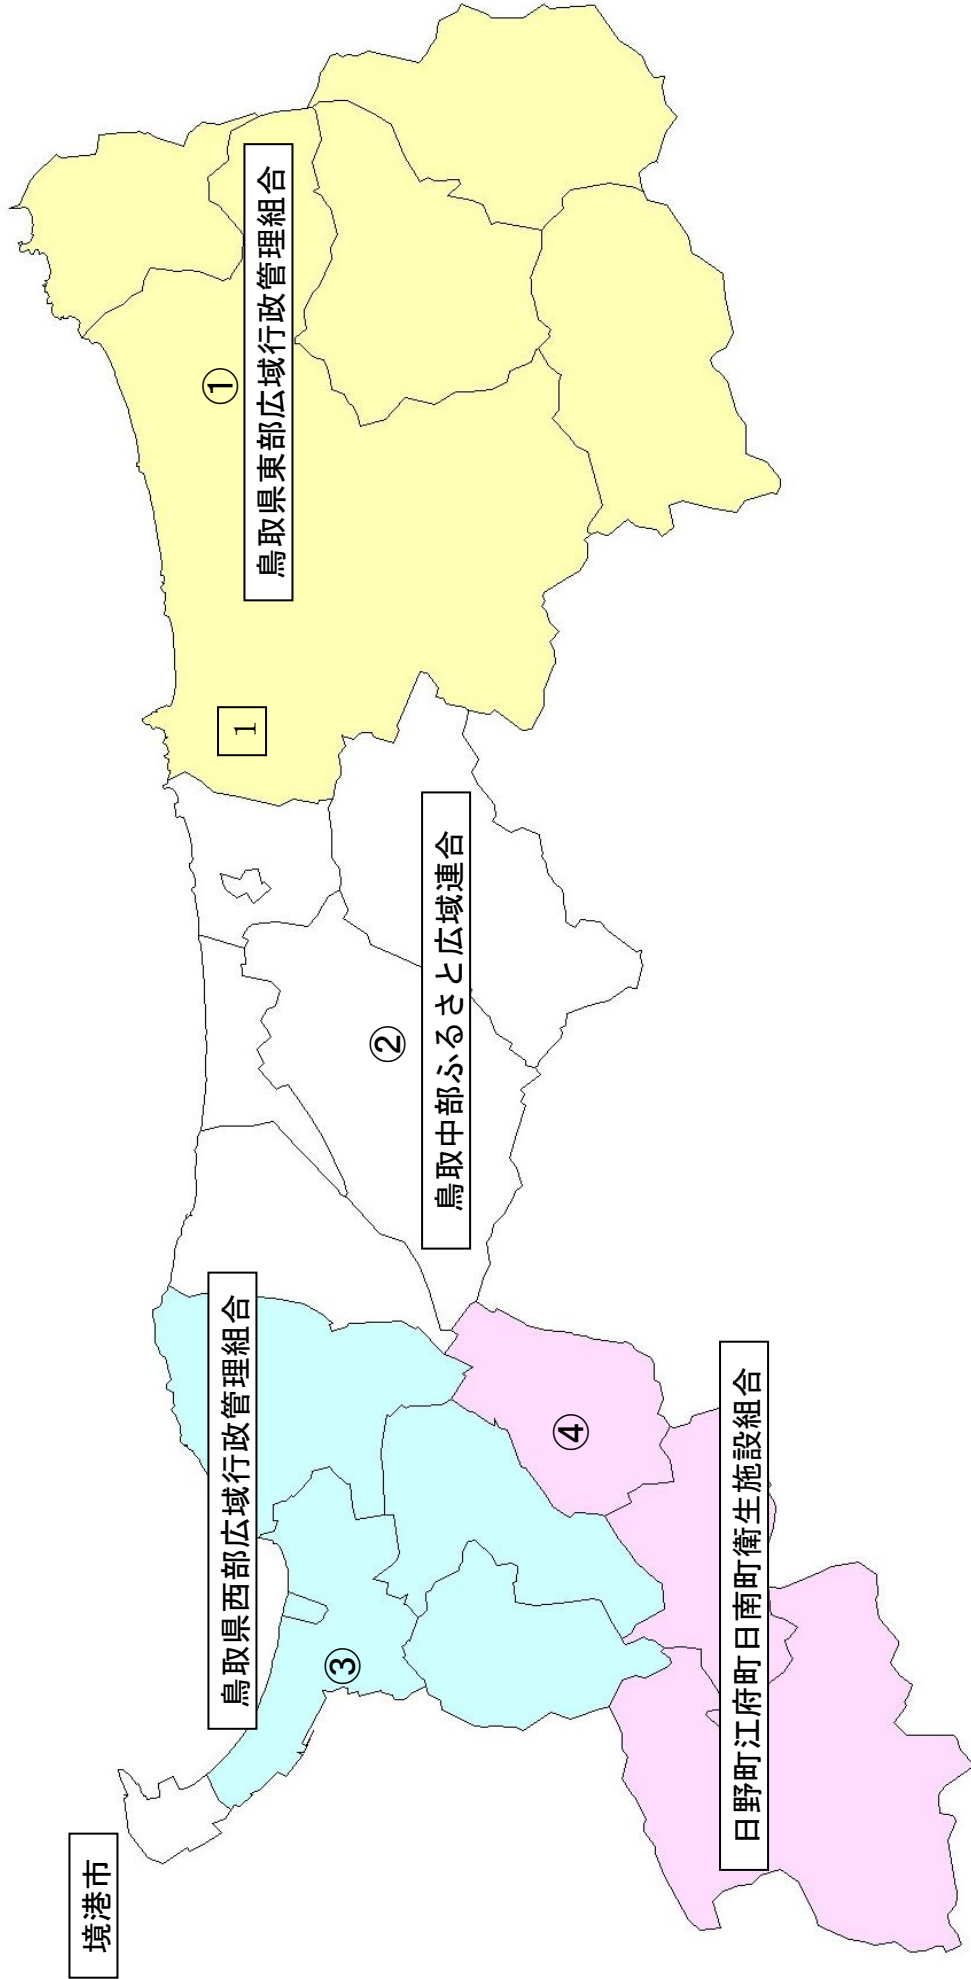 境港市
鳥取県西部広域行政管理組合
③
④
日野町江府町日南町衛生施設組合
②
鳥取中部ふるさと広域連合
1
①
鳥取県東部広域行政管理組合